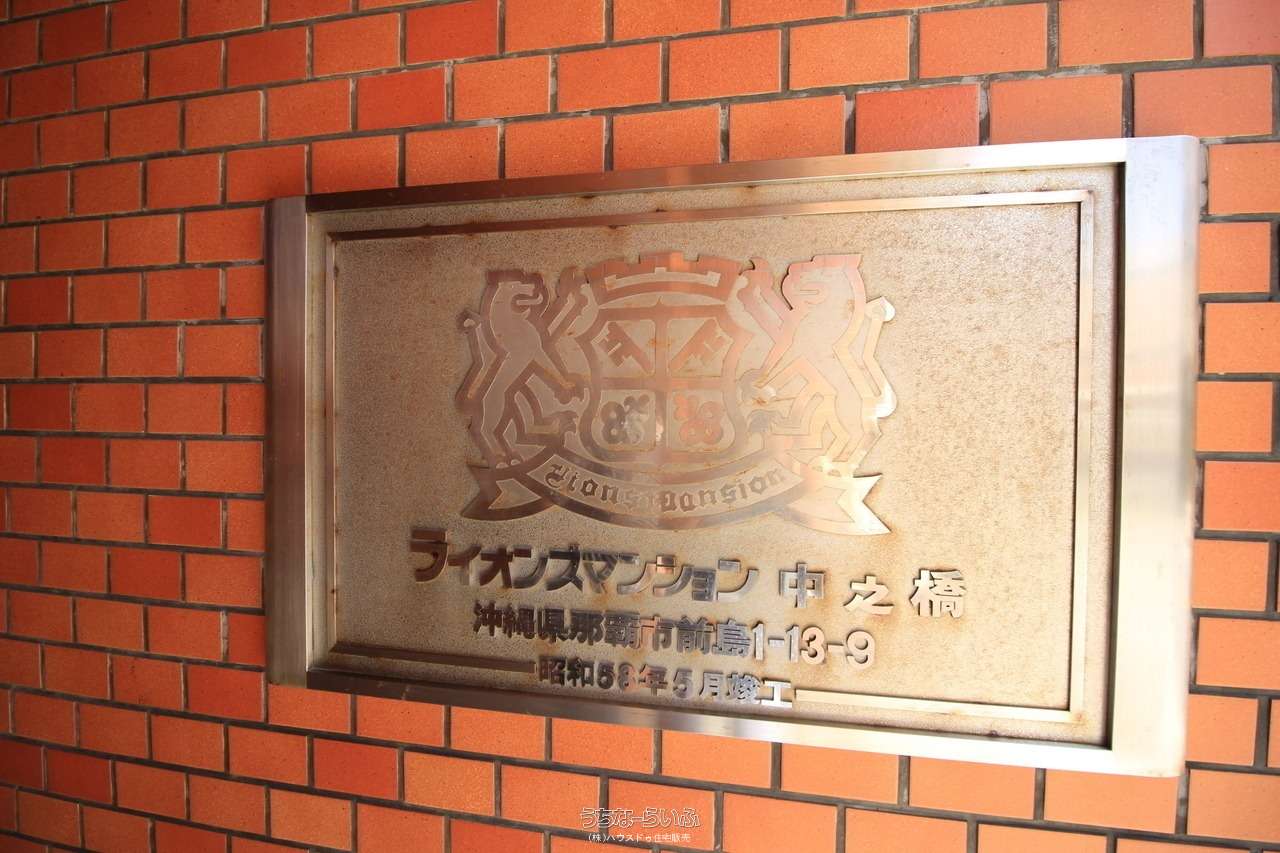 Lions Mansion
ライオンズマンション 中之橋
沖縄県那覇市前島1-13-9
昭和58年5月竣工
うちなーらいふ
(株)ハウスドゥ住宅販売